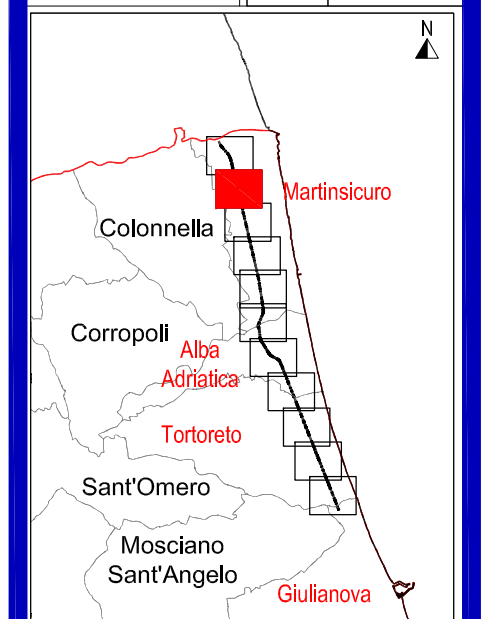 N
Martinsicuro
Colonnella
Corropoli
Alba
Adriatica
Tortoreto
Sant'Omero
Mosciano
Sant'Angelo
Giulianova